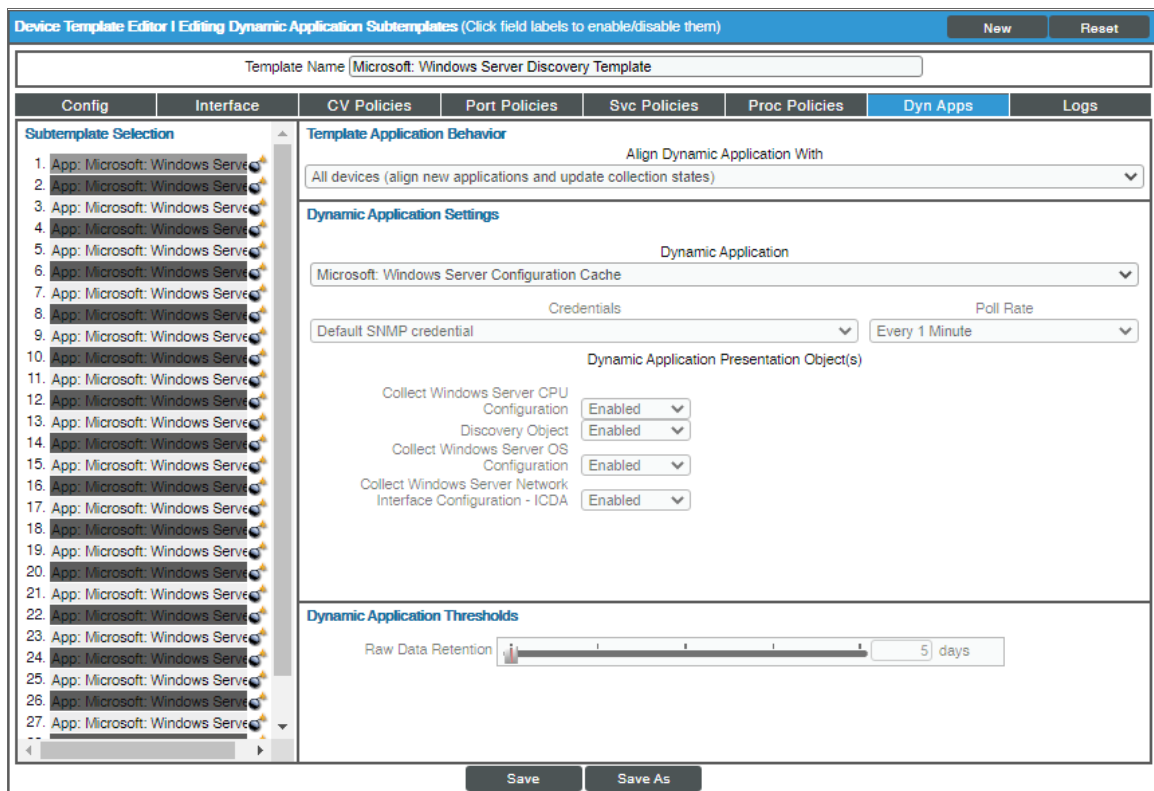 Device Template Editor | Editing Dynamic Application Subtemplates (Click field labels to enable/disable them)
New
Reset
Template Name Microsoft: Windows Server Discovery Template
Config
Interface
CV Policies
Port Policies
Svc Policies
Proc Policies
Dyn Apps
Logs
Subtemplate Selection
1. App: Microsoft: Windows Serve
2. App: Microsoft: Windows Serve
3. App: Microsoft: Windows Serve
4. App: Microsoft: Windows Serve
5. App: Microsoft: Windows Serve
6. App: Microsoft: Windows Serve
7. App: Microsoft: Windows Serve
8. App: Microsoft: Windows Serve
9. App: Microsoft: Windows Serve
10. App: Microsoft: Windows Serve
11. App: Microsoft: Windows Serve
12. App: Microsoft: Windows Serve
13. App: Microsoft: Windows Serve
14. App: Microsoft: Windows Serve
15. App: Microsoft: Windows Serve
16. App: Microsoft: Windows Serve
17. App: Microsoft: Windows Serve
18. App: Microsoft: Windows Serve
19. App: Microsoft: Windows Serve
20. App: Microsoft: Windows Serve
21. App: Microsoft: Windows Serve
22. App: Microsoft: Windows Serve
23. App: Microsoft: Windows Serve
24. App: Microsoft: Windows Serve
25. App: Microsoft: Windows Serve
26. App: Microsoft: Windows Serve
27. App: Microsoft: Windows Serve
Template Application Behavior
Align Dynamic Application With
All devices (align new applications and update collection states)
Dynamic Application Settings
Dynamic Application
Microsoft: Windows Server Configuration Cache
Credentials
Poll Rate
Default SNMP credential
Every 1 Minute
Dynamic Application Presentation Object(s)
Collect Windows Server CPU
Configuration Enabled
Discovery Object Enabled
Collect Windows Server OS
Configuration Enabled
Collect Windows Server Network
Interface Configuration - ICDA Enabled
Dynamic Application Thresholds
Raw Data Retention 5 days
Save
Save As